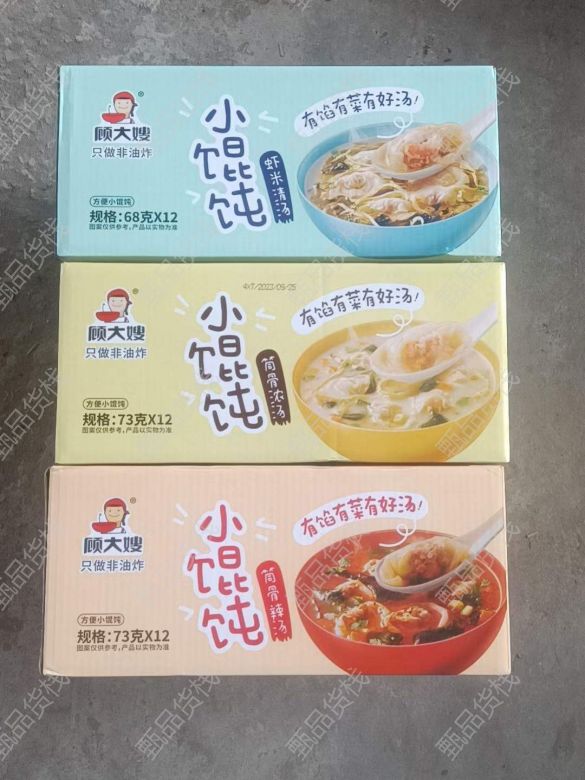 顾大嫂®
只做非油炸
方便小馄饨
规格:68克X12
图案仅供参考,产品以实物为准
小馄饨
虾米清汤
有馅有菜有好汤!
4X7/2023/09/25
顾大嫂®
只做非油炸
方便小馄饨
规格:73克X12
图案仅供参考,产品以实物为准
小馄饨
筒骨浓汤
有馅有菜有好汤!
顾大嫂®
只做非油炸
方便小馄饨
规格:73克X12
图案仅供参考,产品以实物为准
小馄饨
筒骨辣汤
有馅有菜有好汤!
甄品货栈